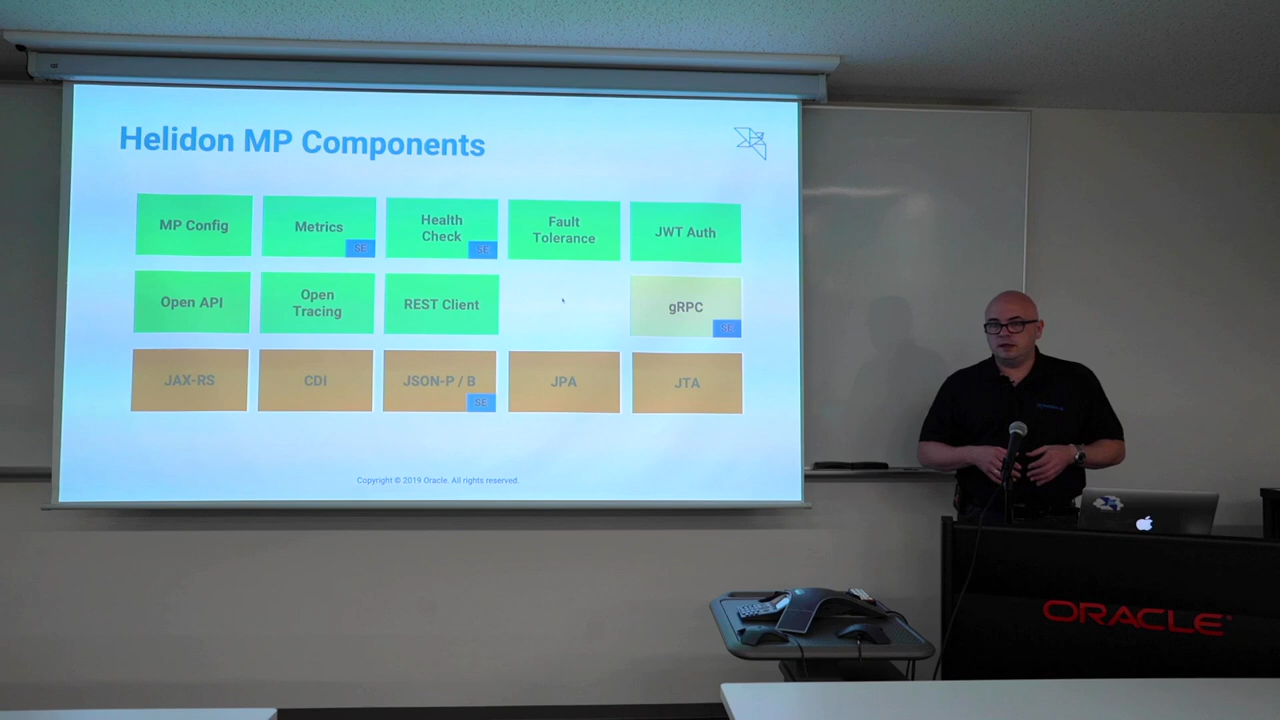 Helidon MP Components
MP Config
Metrics
SE
Health
Check
SE
Fault
Tolerance
JWT Auth
Open API
Open
Tracing
REST Client
gRPC
SE
JAX-RS
CDI
JSON-P / B
SE
JPA
JTA
Copyright © 2019 Oracle. All rights reserved.
ORACLE